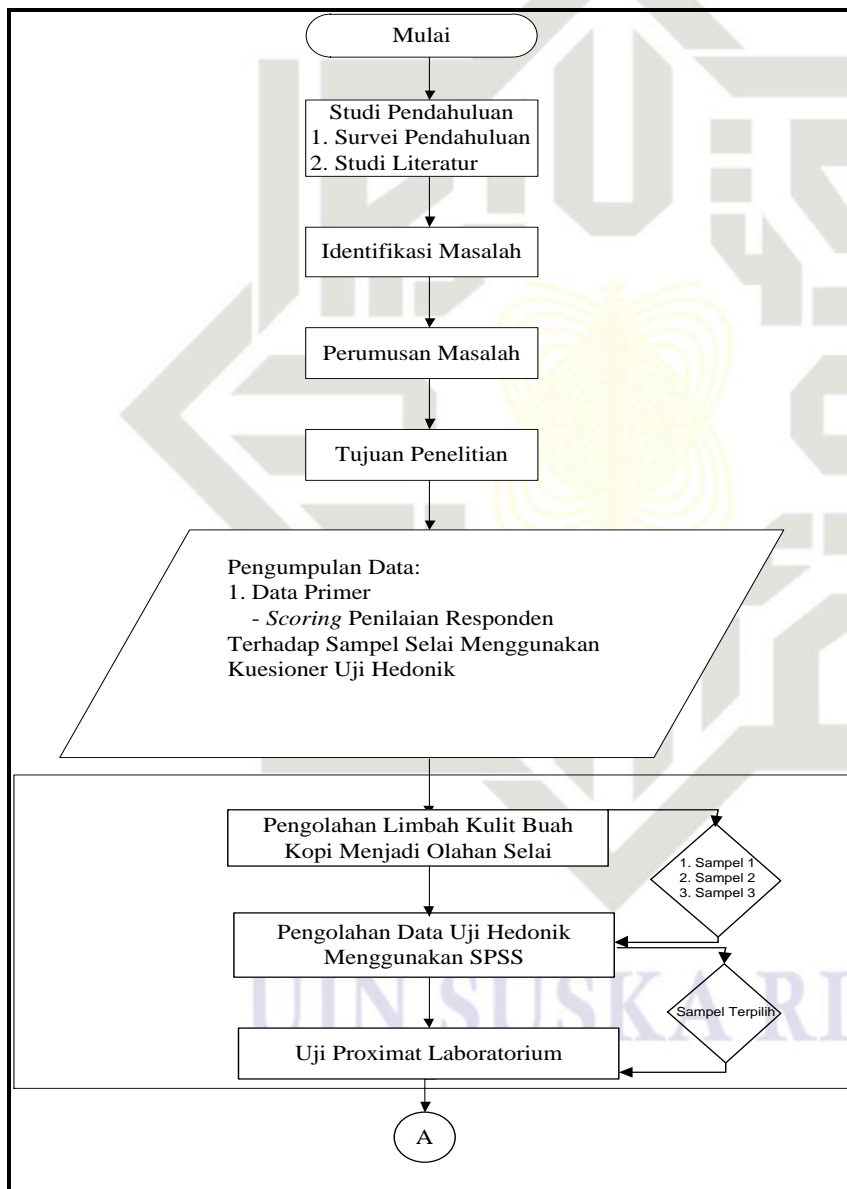 Mulai
Studi Pendahuluan
1. Survei Pendahuluan
2. Studi Literatur
Identifikasi Masalah
Perumusan Masalah
Tujuan Penelitian
Pengumpulan Data:
1. Data Primer
- Scoring Penilaian Responden
Terhadap Sampel Selai Menggunakan
Kuesioner Uji Hedonik
Pengolahan Limbah Kulit Buah
Kopi Menjadi Olahan Selai
1. Sampel 1
2. Sampel 2
3. Sampel 3
Pengolahan Data Uji Hedonik
Menggunakan SPSS
Sampel Terpilih
Uji Proximat Laboratorium
A
UIN SUSKA RI